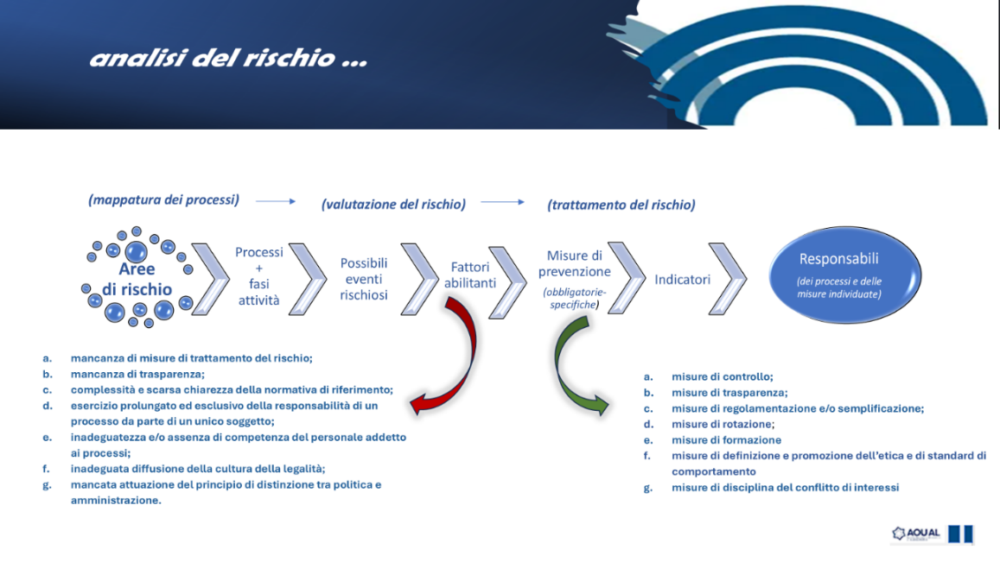 analisi del rischio ...
(mappatura dei processi)
(valutazione del rischio)
(trattamento del rischio)
Aree
di rischio
Processi
+
fasi
attività
Possibili
eventi
rischiosi
Fattori
abilitanti
Misure di
prevenzione
(obbligatorie-
specifiche)
Indicatori
Responsabili
(dei processi e delle
misure individuate)
a. mancanza di misure di trattamento del rischio;
b. mancanza di trasparenza;
c. complessità e scarsa chiarezza della normativa di riferimento;
d. esercizio prolungato ed esclusivo della responsabilità di un
processo da parte di un unico soggetto;
e. inadeguatezza e/o assenza di competenza del personale addetto
ai processi;
f. inadeguata diffusione della cultura della legalità;
g. mancata attuazione del principio di distinzione tra politica e
amministrazione.
a. misure di controllo;
b. misure di trasparenza;
c. misure di regolamentazione e/o semplificazione;
d. misure di rotazione;
e. misure di formazione
f. misure di definizione e promozione dell'etica e di standard di
comportamento
g. misure di disciplina del conflitto di interessi
AOUAL